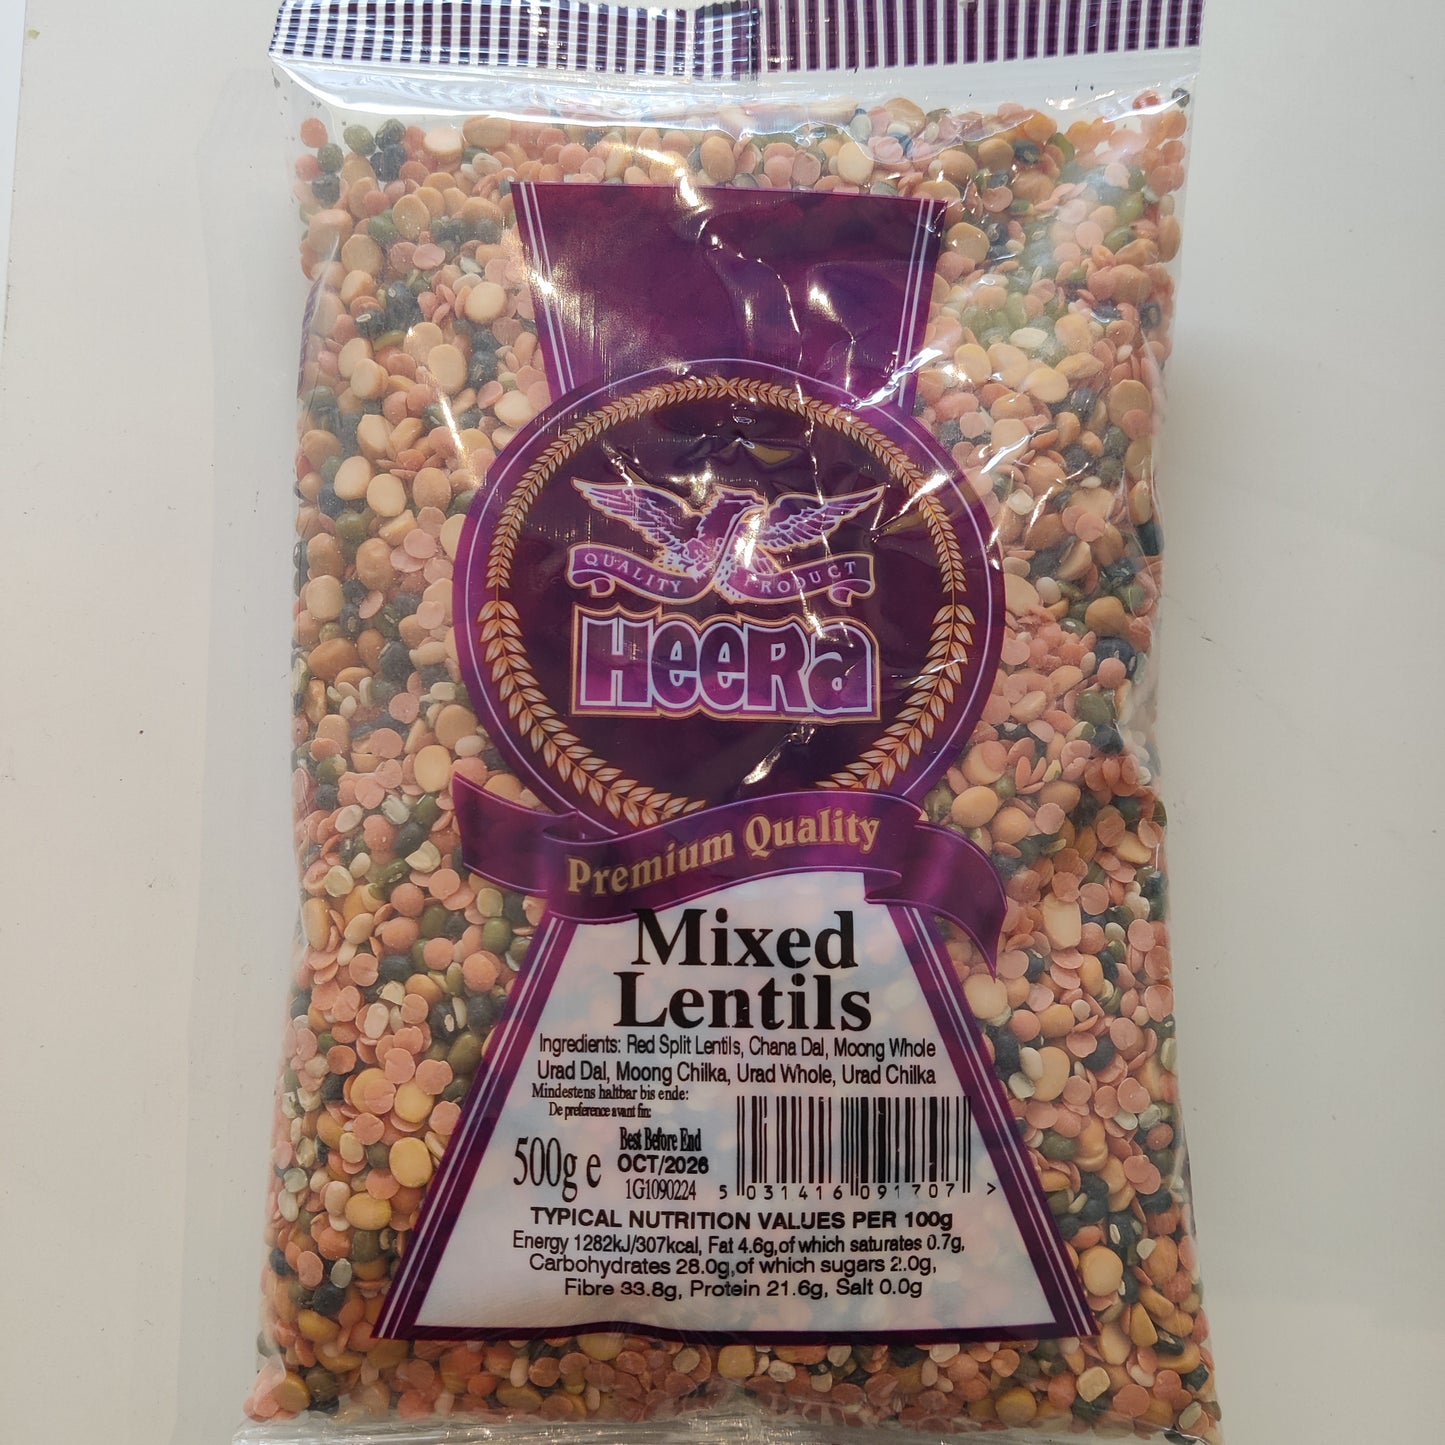 QUALITY PRODUCT
HEERA
Premium Quality
Mixed
Lentils
Ingredients: Red Split Lentils, Chana Dal, Moong Whole
Urad Dal, Moong Chilka, Urad Whole, Urad Chilka
Mindestens haltbar bis ende:
De preference avant fin:
500g e
Best Before End
OCT/2026
1G1090224
5 031416 091707 >
TYPICAL NUTRITION VALUES PER 100g
Energy 1282kJ/307kcal, Fat 4.6g,of which saturates 0.7g,
Carbohydrates 28.0g,of which sugars 2.0g,
Fibre 33.8g, Protein 21.6g, Salt 0.0g